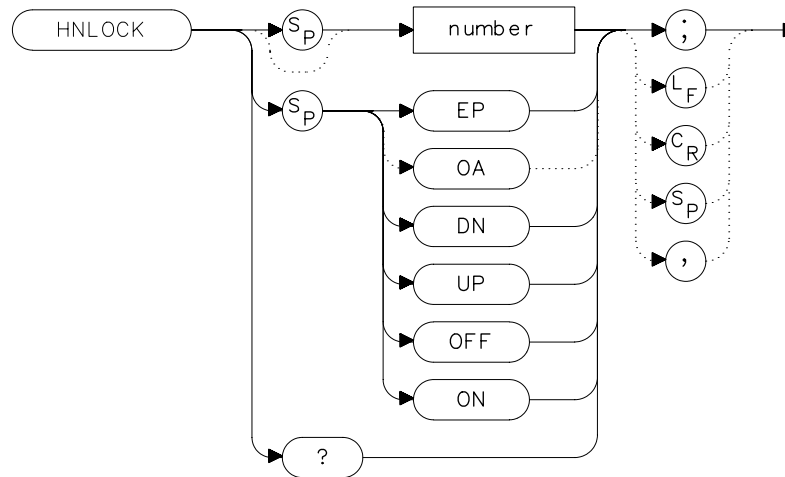 HNLOCK
SP
number
;
SP
EP
LF
OA
CR
DN
SP
UP
,
OFF
ON
?